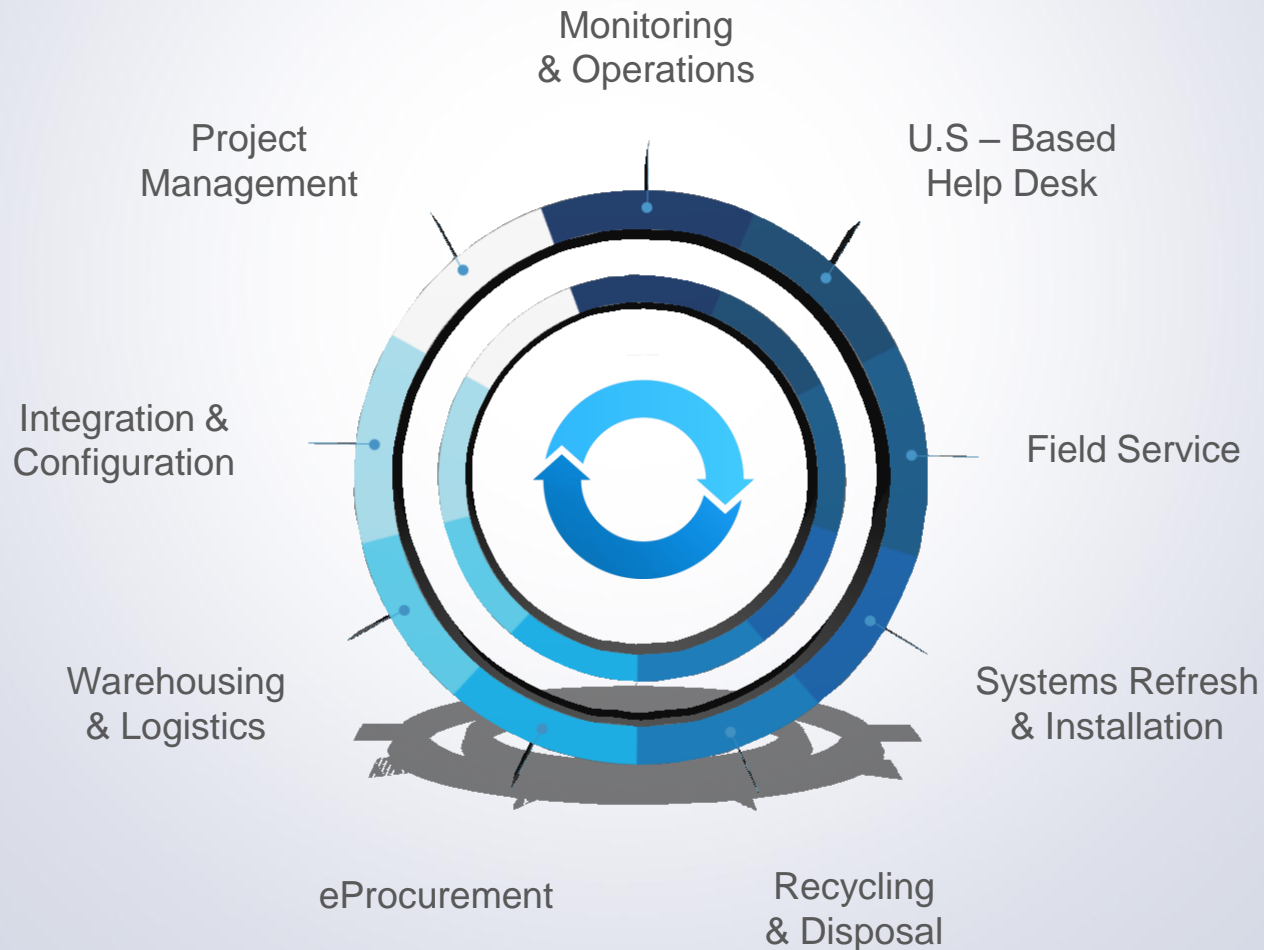 Monitoring
& Operations
Project
Management
U.S – Based
Help Desk
Integration &
Configuration
Field Service
Warehousing
& Logistics
Systems Refresh
& Installation
eProcurement
Recycling
& Disposal